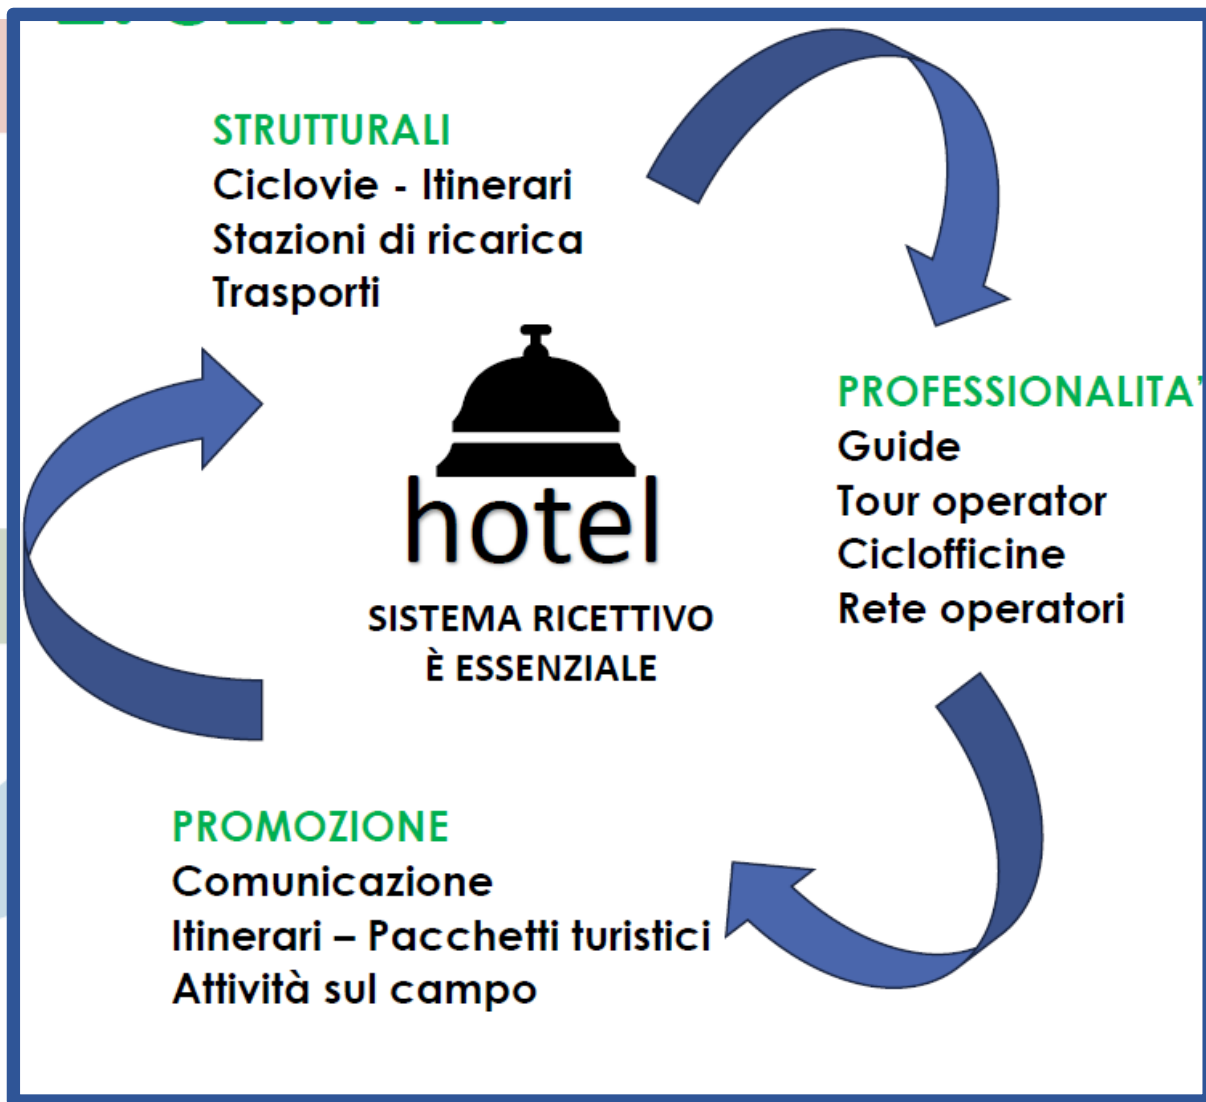 STRUTTURALI
Ciclovie - Itinerari
Stazioni di ricarica
Trasporti
hotel
SISTEMA RICETTIVO
È ESSENZIALE
PROFESSIONALITA'
Guide
Tour operator
Ciclofficine
Rete operatori
PROMOZIONE
Comunicazione
Itinerari – Pacchetti turistici
Attività sul campo